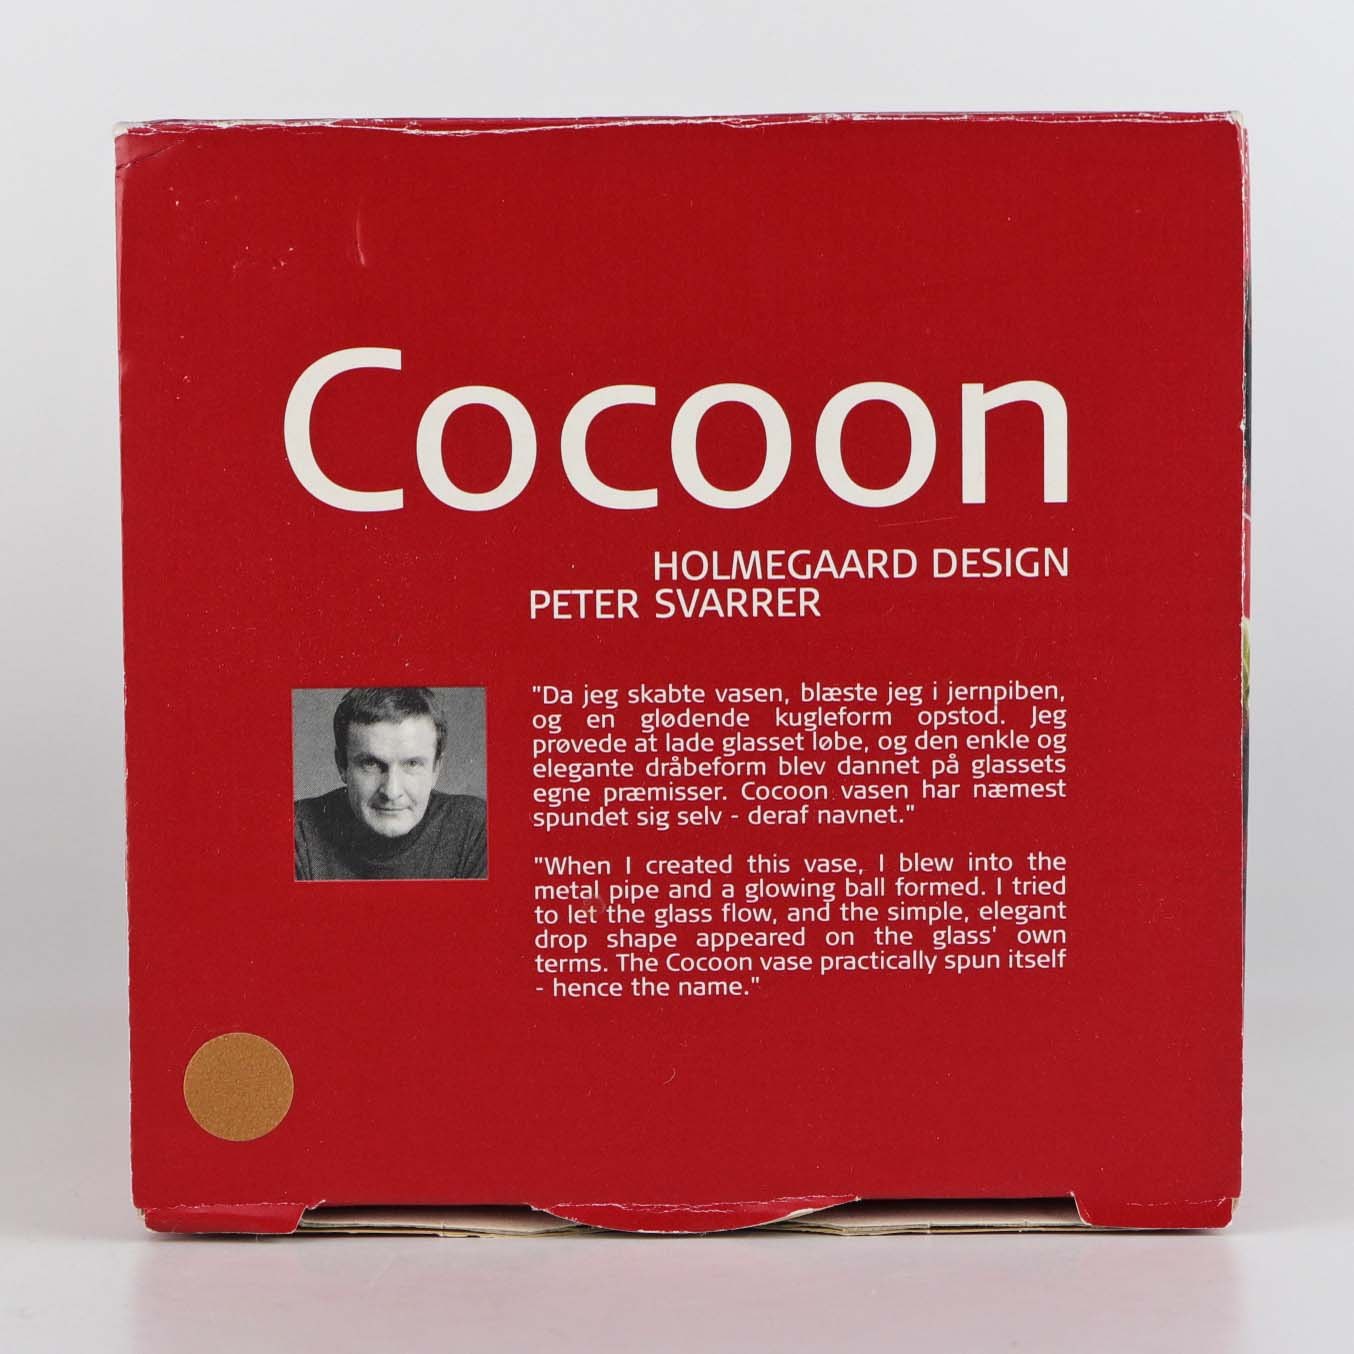 Cocoon
HOLMEGAARD DESIGN
PETER SVARRER
"Da jeg skabte vasen, blæste jeg i jernpiben,
og en glødende kugleform opstod. Jeg
prøvede at lade glasset løbe, og den enkle og
elegante dråbeform blev dannet på glassets
egne præmisser. Cocoon vasen har næmest
spundet sig selv - deraf navnet."
"When I created this vase, I blew into the
metal pipe and a glowing ball formed. I tried
to let the glass flow, and the simple, elegant
drop shape appeared on the glass' own
terms. The Cocoon vase practically spun itself
- hence the name."